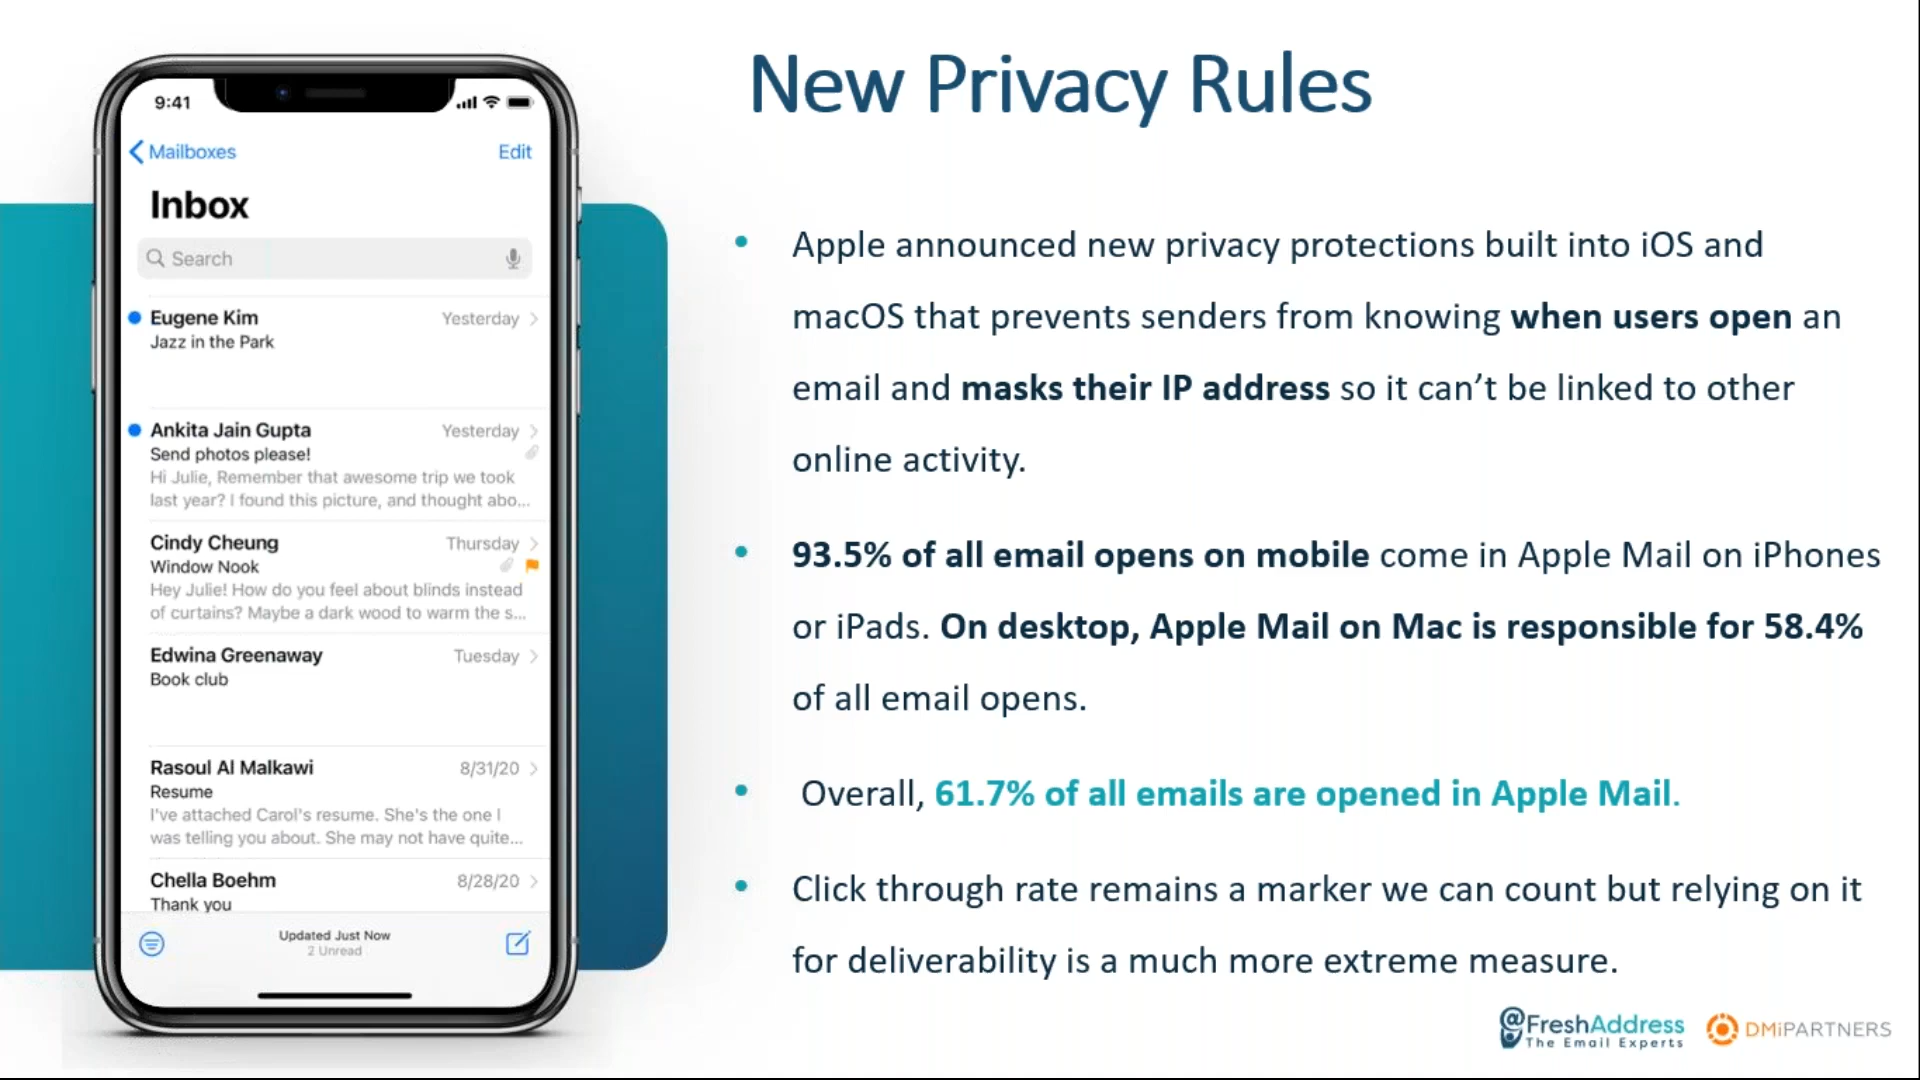 New Privacy Rules
9:41
Mailboxes
Edit
Inbox
Search
Eugene Kim
Yesterday
Jazz in the Park
Ankita Jain Gupta
Yesterday
Send photos please!
Hi Julie, Remember that awesome trip we took
last year? I found this picture, and thought abo...
Cindy Cheung
Thursday
Window Nook
Hey Julie! How do you feel about blinds instead
of curtains? Maybe a dark wood to warm the s...
Edwina Greenaway
Tuesday
Book club
Rasoul Al Malkawi
8/31/20
Resume
I've attached Carol's resume. She's the one I
was telling you about. She may not have quite...
Chella Boehm
8/28/20
Thank you
Updated Just Now
2 Unread
• Apple announced new privacy protections built into iOS and
macOS that prevents senders from knowing when users open an
email and masks their IP address so it can’t be linked to other
online activity.
• 93.5% of all email opens on mobile come in Apple Mail on iPhones
or iPads. On desktop, Apple Mail on Mac is responsible for 58.4%
of all email opens.
• Overall, 61.7% of all emails are opened in Apple Mail.
• Click through rate remains a marker we can count but relying on it
for deliverability is a much more extreme measure.
@FreshAddress
The Email Experts
DMiPARTNERS